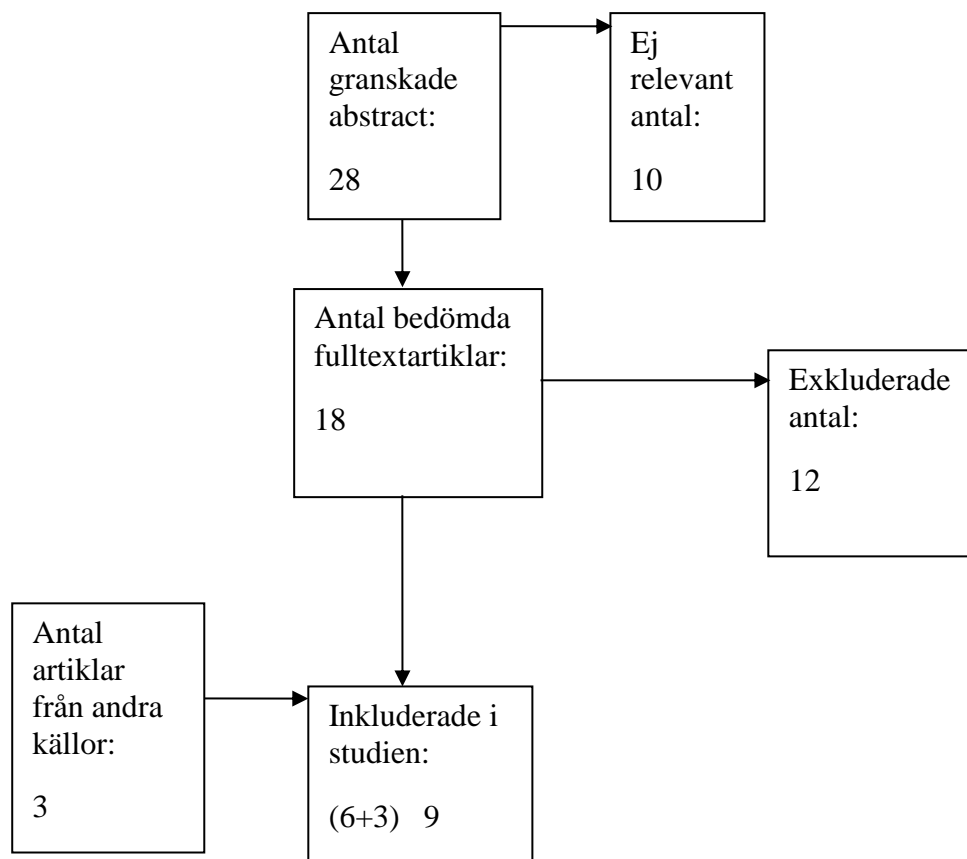 Antal
granskade
abstract:
28
Ej
relevant
antal:
10
Antal bedömda
fulltextartiklar:
18
Exkluderade
antal:
12
Antal
artiklar
från andra
källor:
3
Inkluderade i
studien:
(6+3) 9